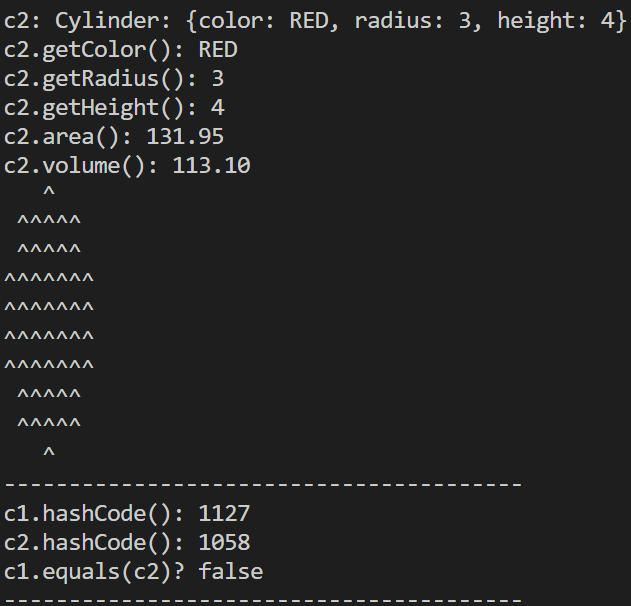 c2: Cylinder: {color: RED, radius: 3, height: 4}
c2.getColor(): RED
c2.getRadius(): 3
c2.getHeight(): 4
c2.area(): 131.95
c2.volume(): 113.10
   ^
 ^^^^^
 ^^^^^
^^^^^^^
^^^^^^^
^^^^^^^
^^^^^^^
 ^^^^^
 ^^^^^
   ^
----------------------------------------
c1.hashCode(): 1127
c2.hashCode(): 1058
c1.equals(c2)? false
----------------------------------------